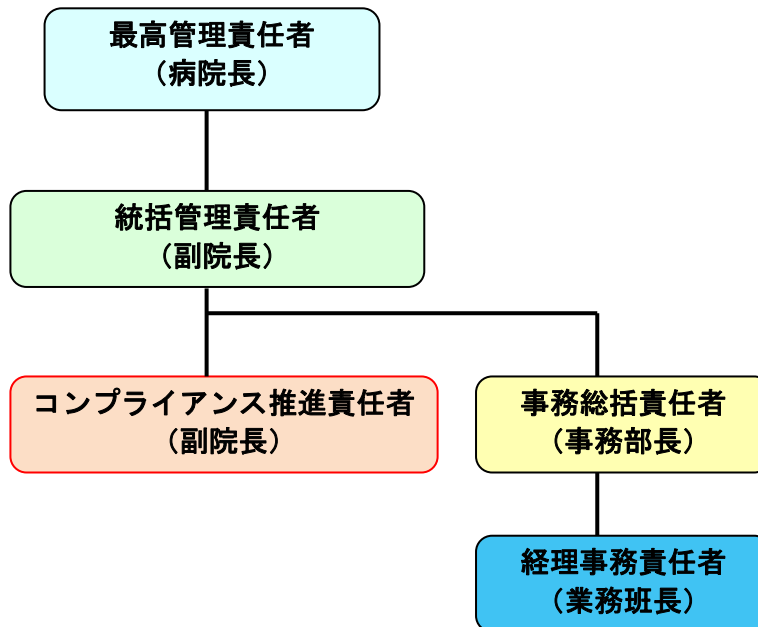 最高管理責任者
（病院長）
統括管理責任者
（副院長）
コンプライアンス推進責任者
（副院長）
事務総括責任者
（事務部長）
経理事務責任者
（業務班長）